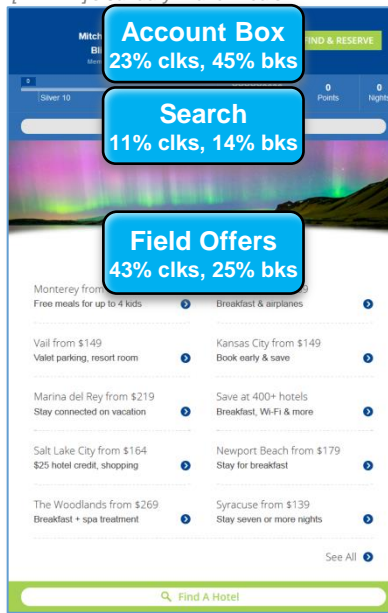 Account Box
23% clks, 45% bks
Mitch
FIND & RESERVE
0
Silver 10
0
Points
0
Nights
Search
11% clks, 14% bks
Field Offers
43% clks, 25% bks
Monterey from
Free meals for up to 4 kids
Breakfast & airplanes
Vail from $149
Valet parking, resort room
Kansas City from $149
Book early & save
Marina del Rey from $219
Stay connected on vacation
Save at 400+ hotels
Breakfast, Wi-Fi & more
Salt Lake City from $164
$25 hotel credit, shopping
Newport Beach from $179
Stay for breakfast
The Woodlands from $269
Breakfast + spa treatment
Syracuse from $139
Stay seven or more nights
See All
Find A Hotel